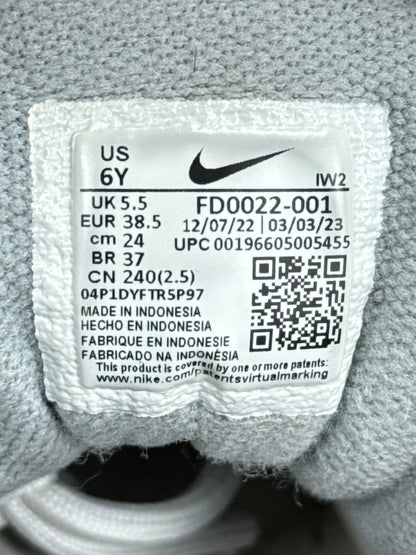 US
6Y
IW2
UK 5.5
EUR 38.5
cm 24
BR 37
CN 240(2.5)
FD0022-001
12/07/22 | 03/03/23
UPC 00196605005455
04P1DYFTR5P97
MADE IN INDONESIA
HECHO EN INDONESIA
FABRIQUE EN INDONESIE
FABRICADO NA INDONÉSIA
This product is covered by one or more patents:
www.nike.com/patentsvirtualmarking